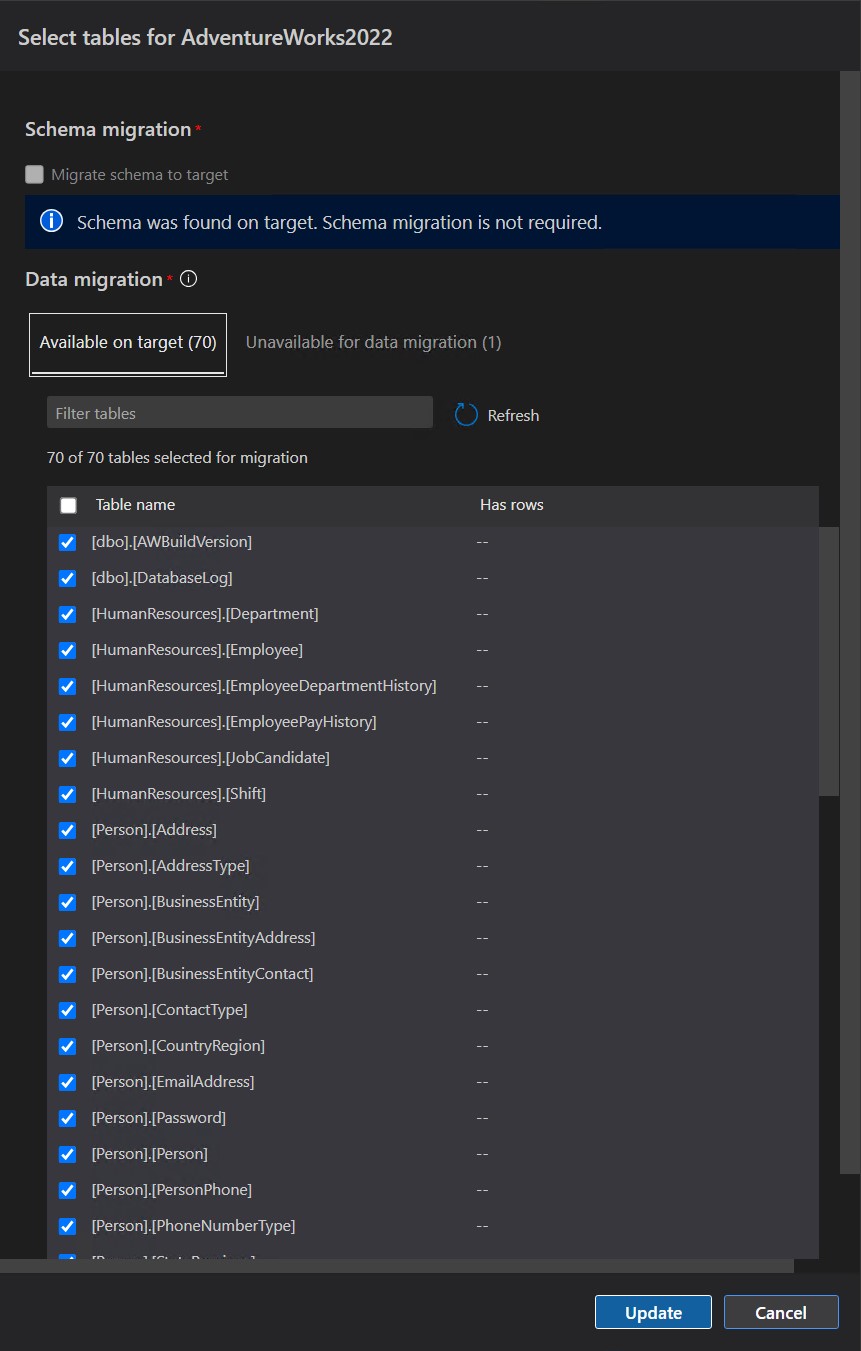 Select tables for AdventureWorks2022
Schema migration *
Migrate schema to target
Schema was found on target. Schema migration is not required.
Data migration *
Available on target (70) Unavailable for data migration (1)
Filter tables Refresh
70 of 70 tables selected for migration
Table name Has rows
[dbo].[AWBuildVersion] --
[dbo].[DatabaseLog] --
[HumanResources].[Department] --
[HumanResources].[Employee] --
[HumanResources].[EmployeeDepartmentHistory] --
[HumanResources].[EmployeePayHistory] --
[HumanResources].[JobCandidate] --
[HumanResources].[Shift] --
[Person].[Address] --
[Person].[AddressType] --
[Person].[BusinessEntity] --
[Person].[BusinessEntityAddress] --
[Person].[BusinessEntityContact] --
[Person].[ContactType] --
[Person].[CountryRegion] --
[Person].[EmailAddress] --
[Person].[Password] --
[Person].[Person] --
[Person].[PersonPhone] --
[Person].[PhoneNumberType] --
Update Cancel